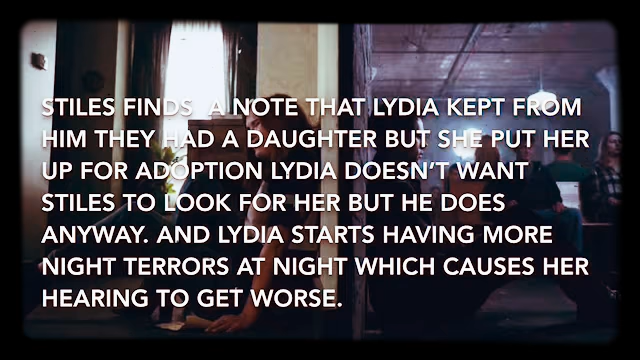 STILES FINDS A NOTE THAT LYDIA KEPT FROM
HIM THEY HAD A DAUGHTER BUT SHE PUT HER
UP FOR ADOPTION LYDIA DOESN'T WANT
STILES TO LOOK FOR HER BUT HE DOES
ANYWAY. AND LYDIA STARTS HAVING MORE
NIGHT TERRORS AT NIGHT WHICH CAUSES HER
HEARING TO GET WORSE.